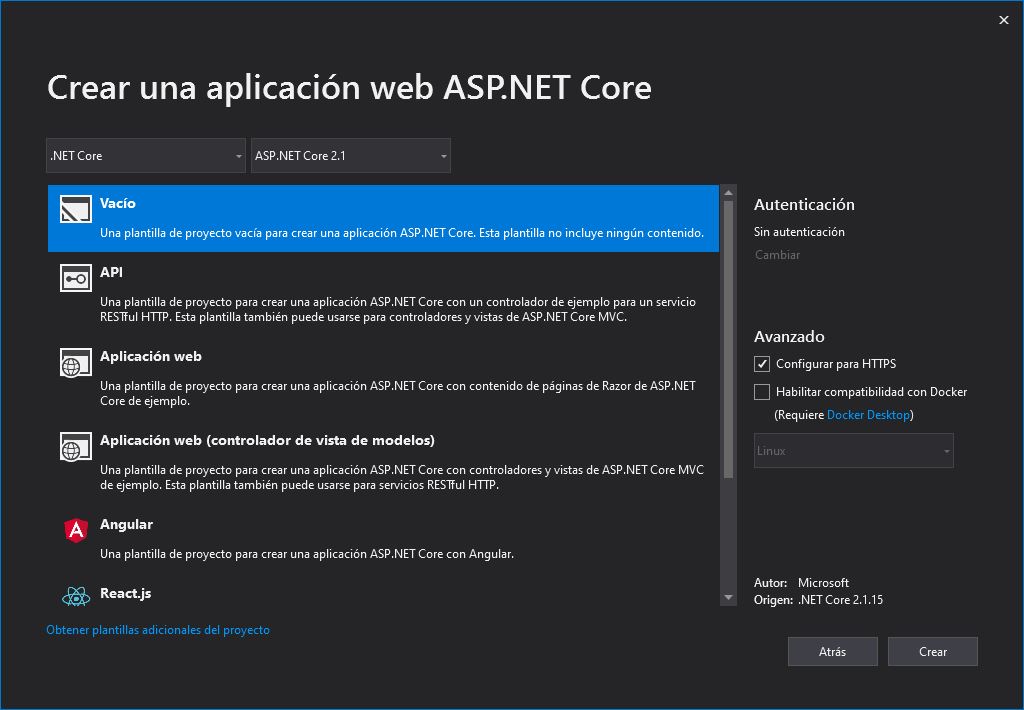 Crear una aplicación web ASP.NET Core
.NET Core
ASP.NET Core 2.1
Vacío
Una plantilla de proyecto vacía para crear una aplicación ASP.NET Core. Esta plantilla no incluye ningún contenido.
API
Una plantilla de proyecto para crear una aplicación ASP.NET Core con un controlador de ejemplo para un servicio
RESTful HTTP. Esta plantilla también puede usarse para controladores y vistas de ASP.NET Core MVC.
Aplicación web
Una plantilla de proyecto para crear una aplicación ASP.NET Core con contenido de páginas de Razor de ASP.NET
Core de ejemplo.
Aplicación web (controlador de vista de modelos)
Una plantilla de proyecto para crear una aplicación ASP.NET Core con controladores y vistas de ASP.NET Core MVC
de ejemplo. Esta plantilla también puede usarse para servicios RESTful HTTP.
Angular
Una plantilla de proyecto para crear una aplicación ASP.NET Core con Angular.
React.js
Obtener plantillas adicionales del proyecto
Autenticación
Sin autenticación
Cambiar
Avanzado
Configurar para HTTPS
Habilitar compatibilidad con Docker
(Requiere Docker Desktop)
Linux
Autor: Microsoft
Origen: .NET Core 2.1.15
Atrás
Crear